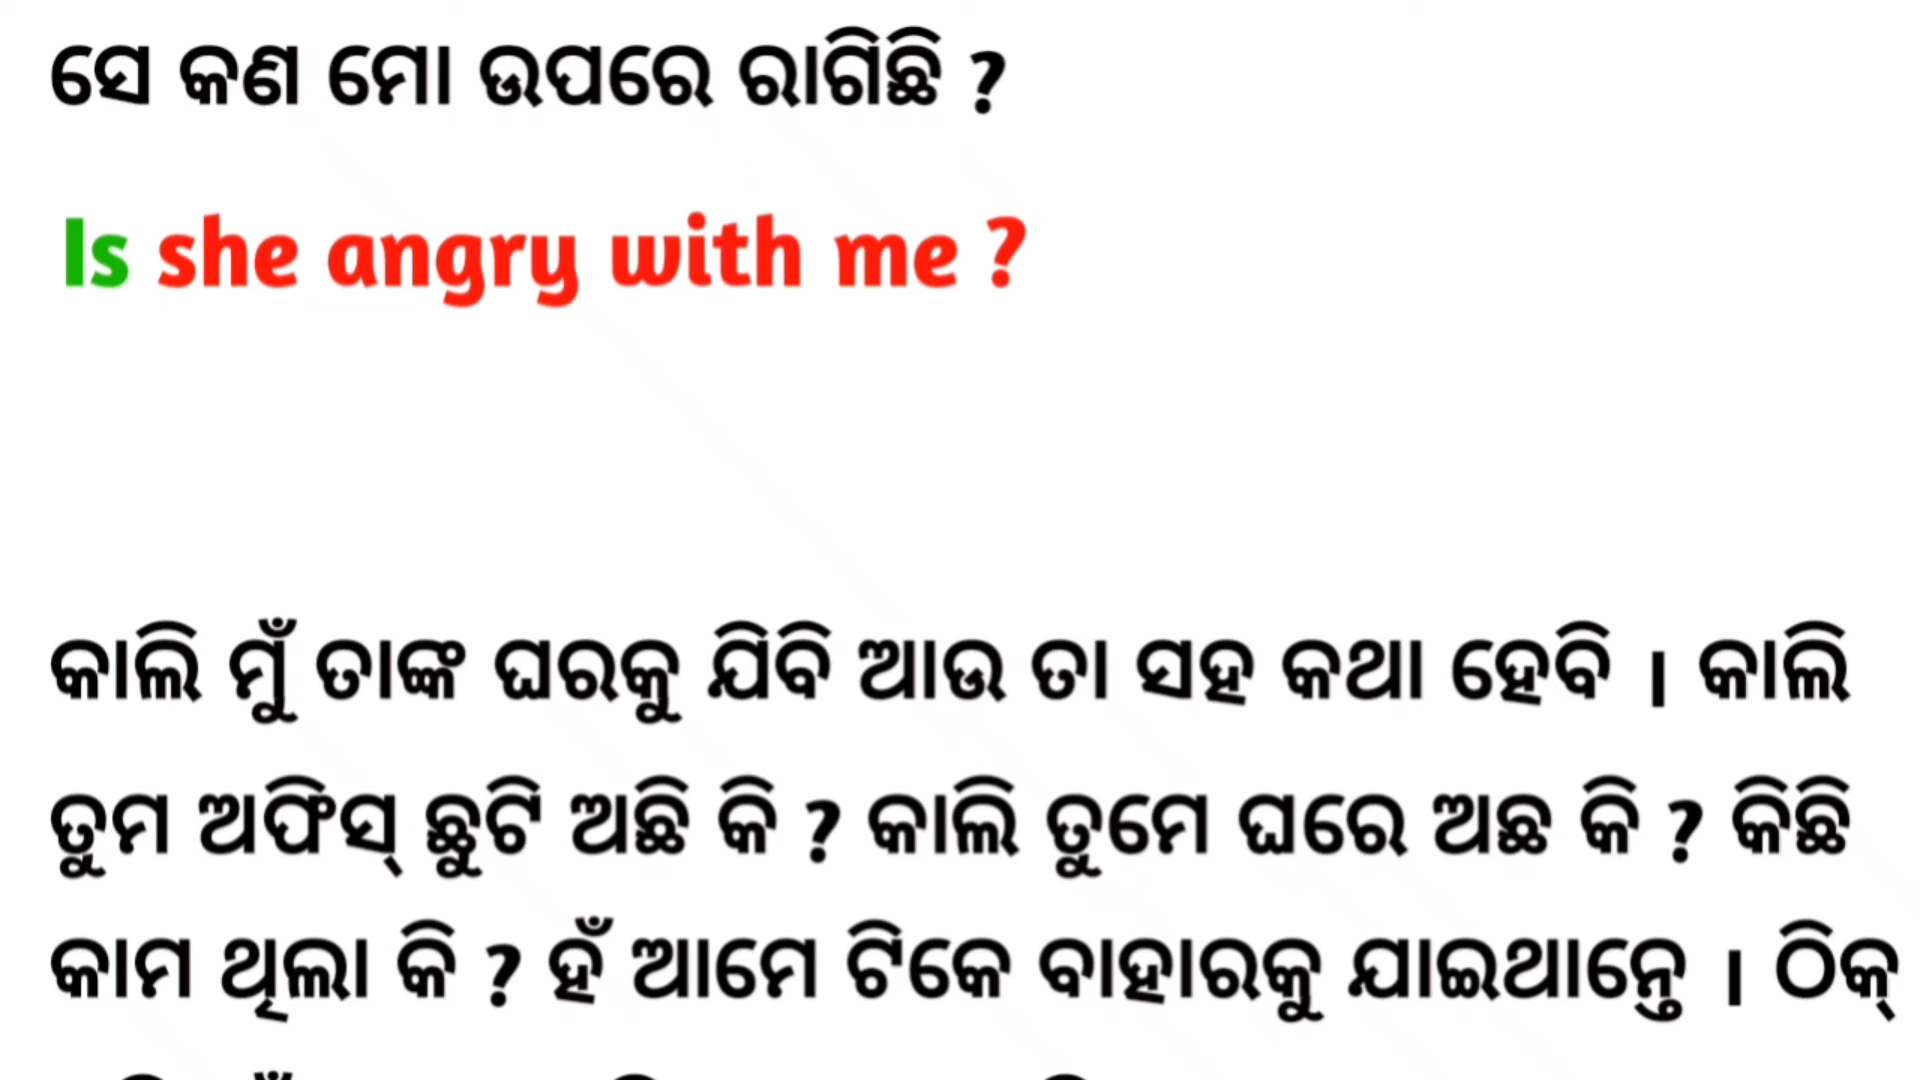 ସେ କଣ ମୋ ଉପରେ ରାଗିଛି ?
Is she angry with me ?
କାଲି ମୁଁ ତାଙ୍କ ଘରକୁ ଯିବି ଆଉ ତା ସହ କଥା ହେବି । କାଲି
ତୁମ ଅଫିସ୍ ଛୁଟି ଅଛି କି ? କାଲି ତୁମେ ଘରେ ଅଛ କି ? କିଛି
କାମ ଥିଲା କି ? ହଁ ଆମେ ଟିକେ ବାହାରକୁ ଯାଇଥାନ୍ତେ । ଠିକ୍